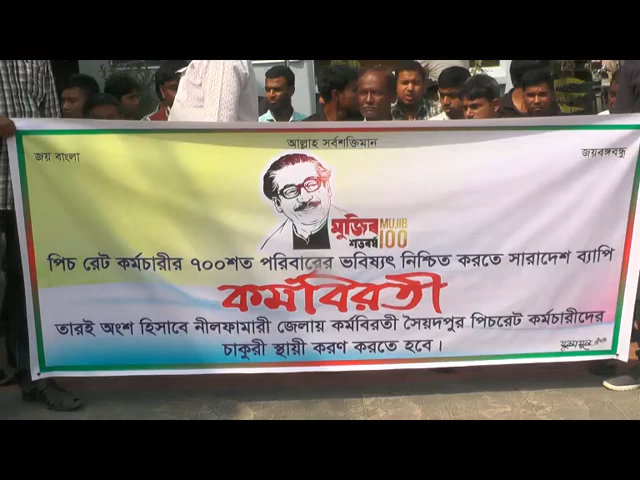 আল্লাহ সর্বশক্তিমান
জয় বাংলা
জয়বঙ্গবন্ধু
মুজিব MUJIB
শতবর্ষ 100
পিচ রেট কর্মচারীর ৭০০শত পরিবারের ভবিষ্যৎ নিশ্চিত করতে সারাদেশ ব্যাপি
কর্মবিরতী
তারই অংশ হিসাবে নীলফামারী জেলায় কর্মবিরতী সৈয়দপুর পিচরেট কর্মচারীদের
চাকুরী স্থায়ী করণ করতে হবে।